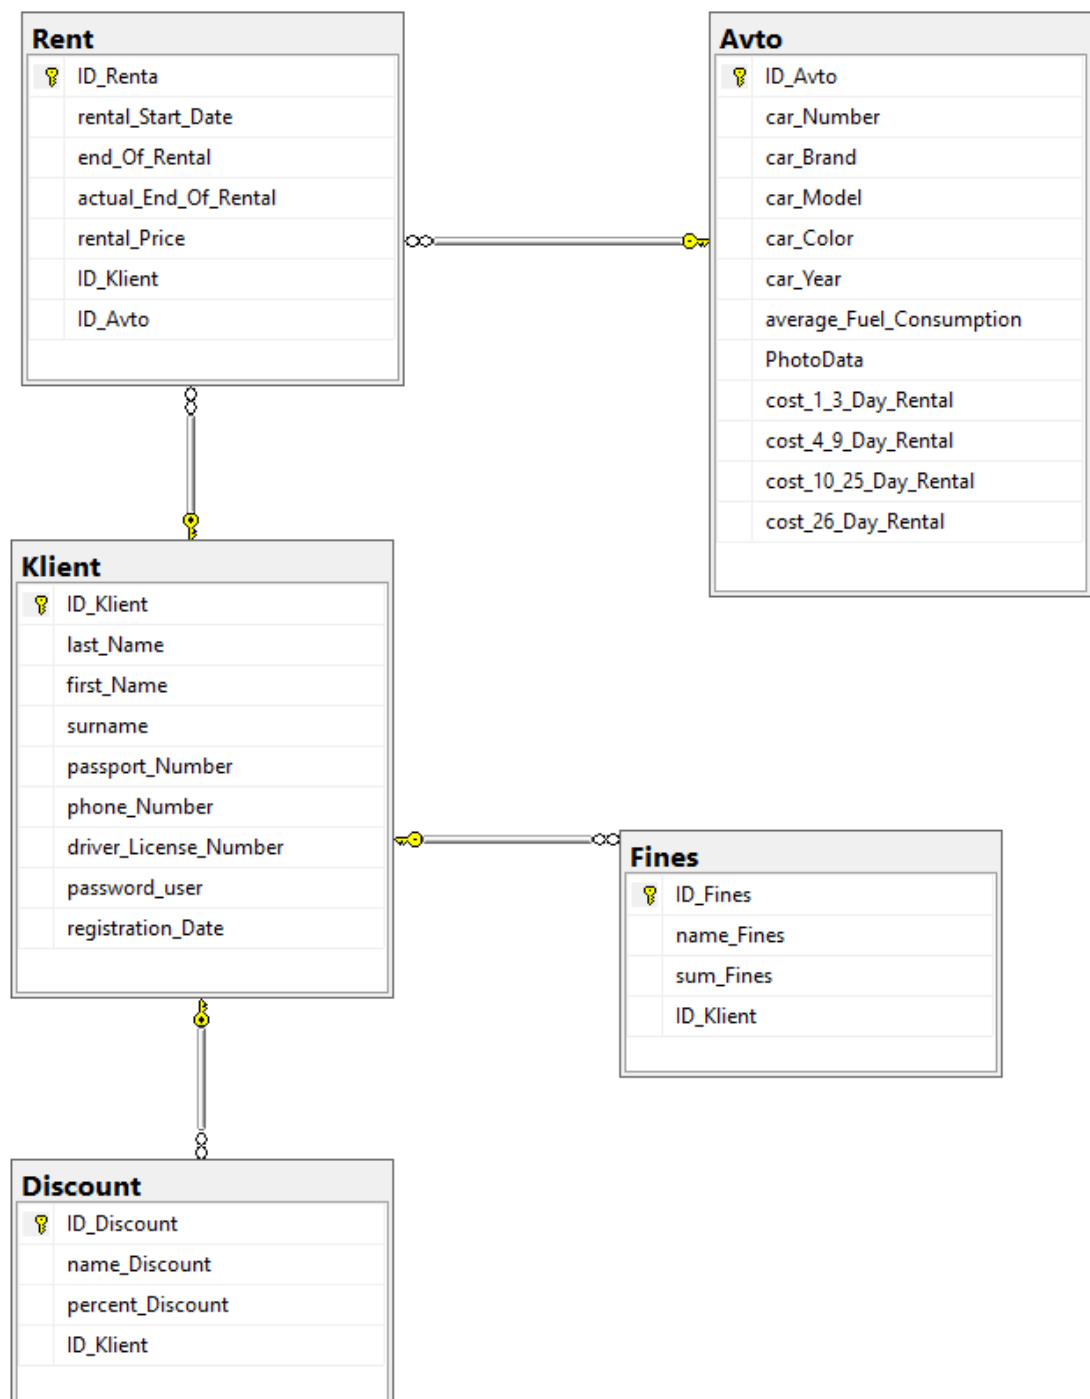 Rent
ID_Renta
rental_Start_Date
end_Of_Rental
actual_End_Of_Rental
rental_Price
ID_Klient
ID_Avto
Avto
ID_Avto
car_Number
car_Brand
car_Model
car_Color
car_Year
average_Fuel_Consumption
PhotoData
cost_1_3_Day_Rental
cost_4_9_Day_Rental
cost_10_25_Day_Rental
cost_26_Day_Rental
Klient
ID_Klient
last_Name
first_Name
surname
passport_Number
phone_Number
driver_License_Number
password_user
registration_Date
Fines
ID_Fines
name_Fines
sum_Fines
ID_Klient
Discount
ID_Discount
name_Discount
percent_Discount
ID_Klient